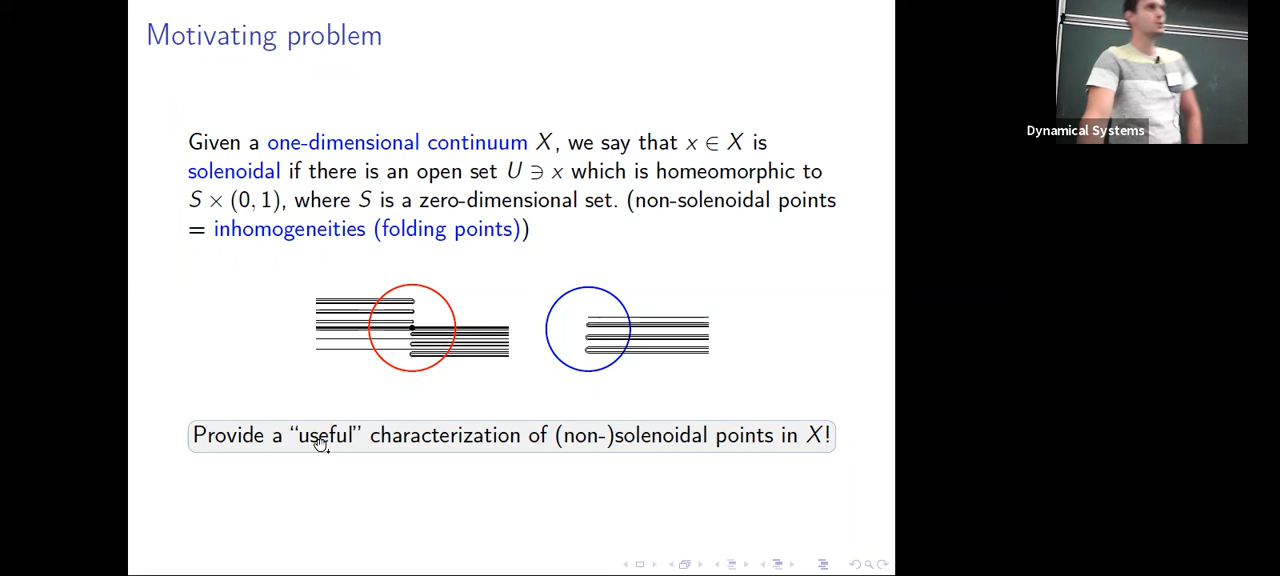 Motivating problem
Given a one-dimensional continuum X, we say that x ∈ X is
solenoidal if there is an open set U ∋ x which is homeomorphic to
S × (0, 1), where S is a zero-dimensional set. (non-solenoidal points
= inhomogeneities (folding points))
Provide a “useful” characterization of (non-)solenoidal points in X!
Dynamical Systems